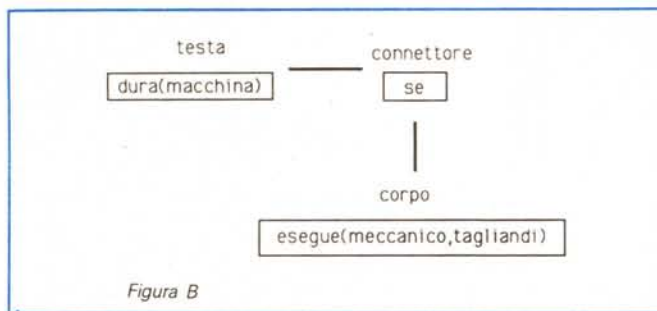 testa
connettore
dura(macchina)
se
corpo
esegue(meccanico,tagliandi)
Figura B